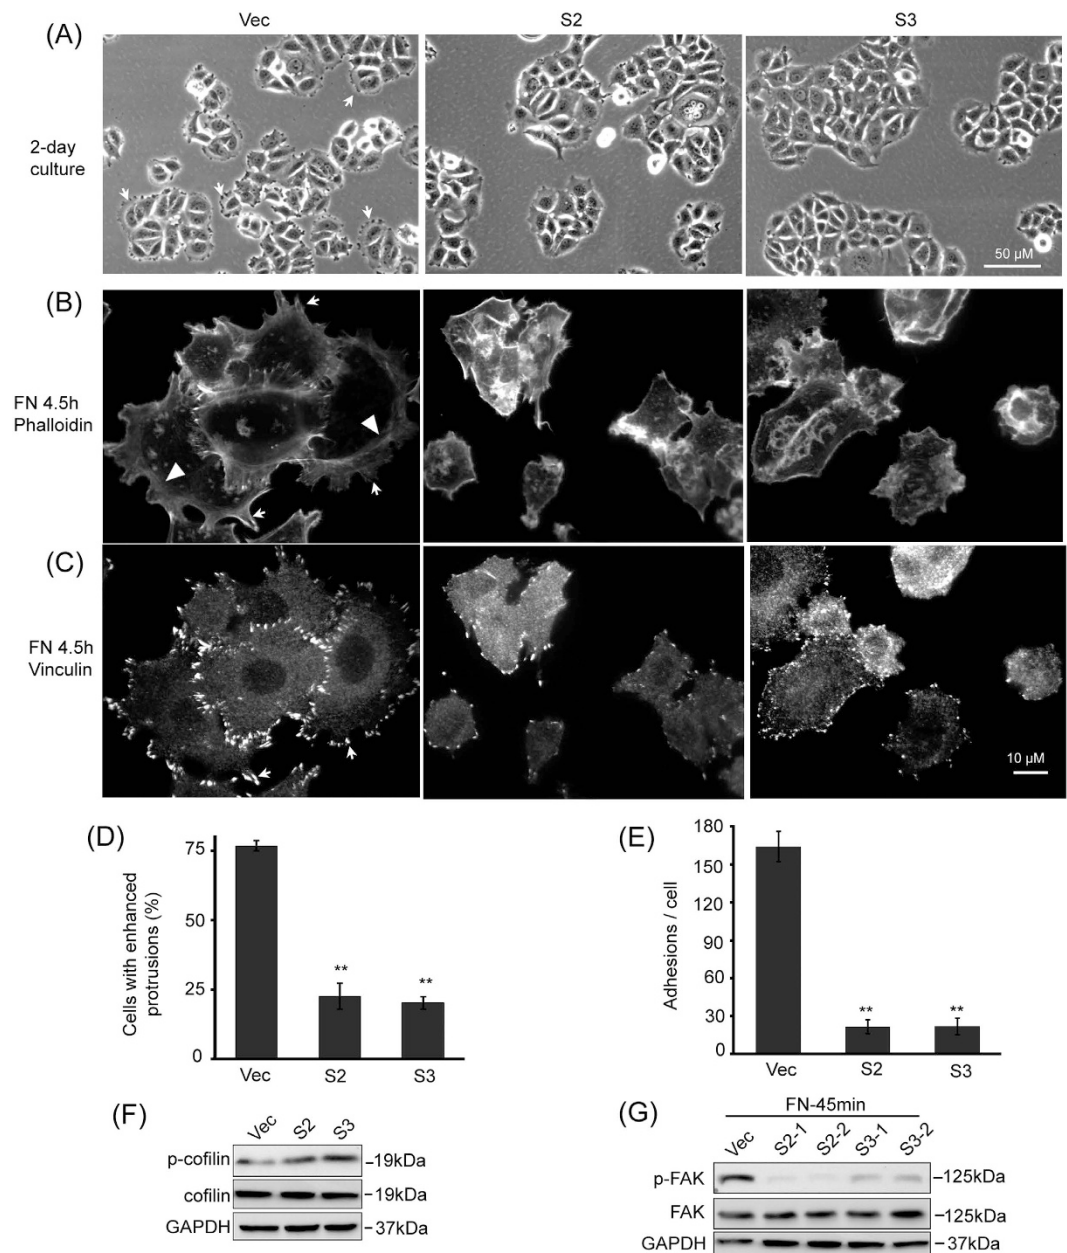 Vec S2 S3
(A)
2-day
culture
50 µM
(B)
FN 4.5h
Phalloidin
(C)
FN 4.5h
Vinculin
10 µM
(D)
Cells with enhanced
protrusions (%)
75
50
25
0
** **
Vec S2 S3
(E)
Adhesions / cell
180
150
120
90
60
30
0
** **
Vec S2 S3
(F)
Vec S2 S3
p-cofilin –19kDa
cofilin –19kDa
GAPDH –37kDa
(G)
FN-45min
Vec S2-1 S2-2 S3-1 S3-2
p-FAK –125kDa
FAK –125kDa
GAPDH –37kDa